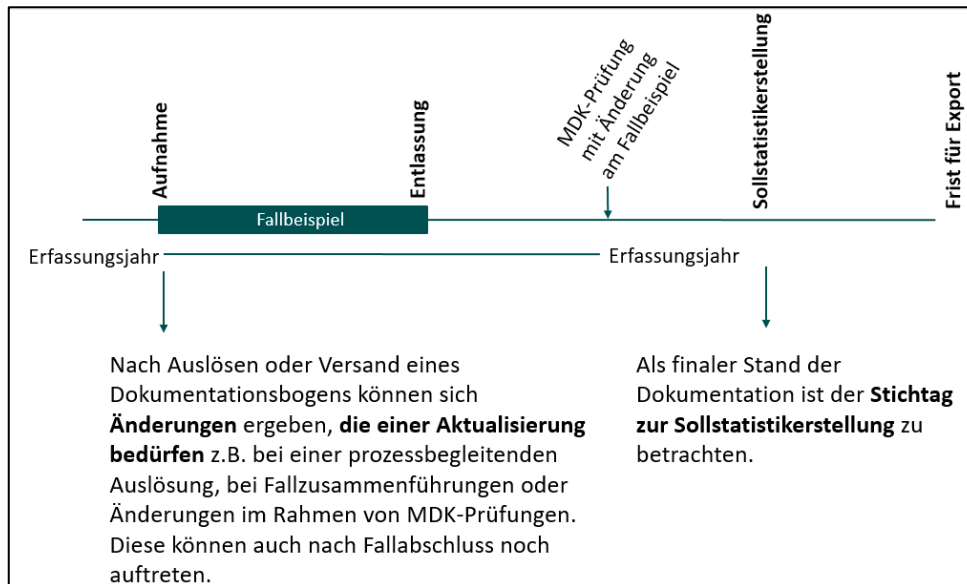 Aufnahme
Entlassung
MDK-Prüfung
mit Änderung
am Fallbeispiel
Sollstatistikerstellung
Frist für Export
Fallbeispiel
Erfassungsjahr
Erfassungsjahr
Nach Auslösen oder Versand eines
Dokumentationsbogens können sich
Änderungen ergeben, die einer Aktualisierung
bedürfen z.B. bei einer prozessbegleitenden
Auslösung, bei Fallzusammenführungen oder
Änderungen im Rahmen von MDK-Prüfungen.
Diese können auch nach Fallabschluss noch
auftreten.
Als finaler Stand der
Dokumentation ist der Stichtag
zur Sollstatistikerstellung zu
betrachten.